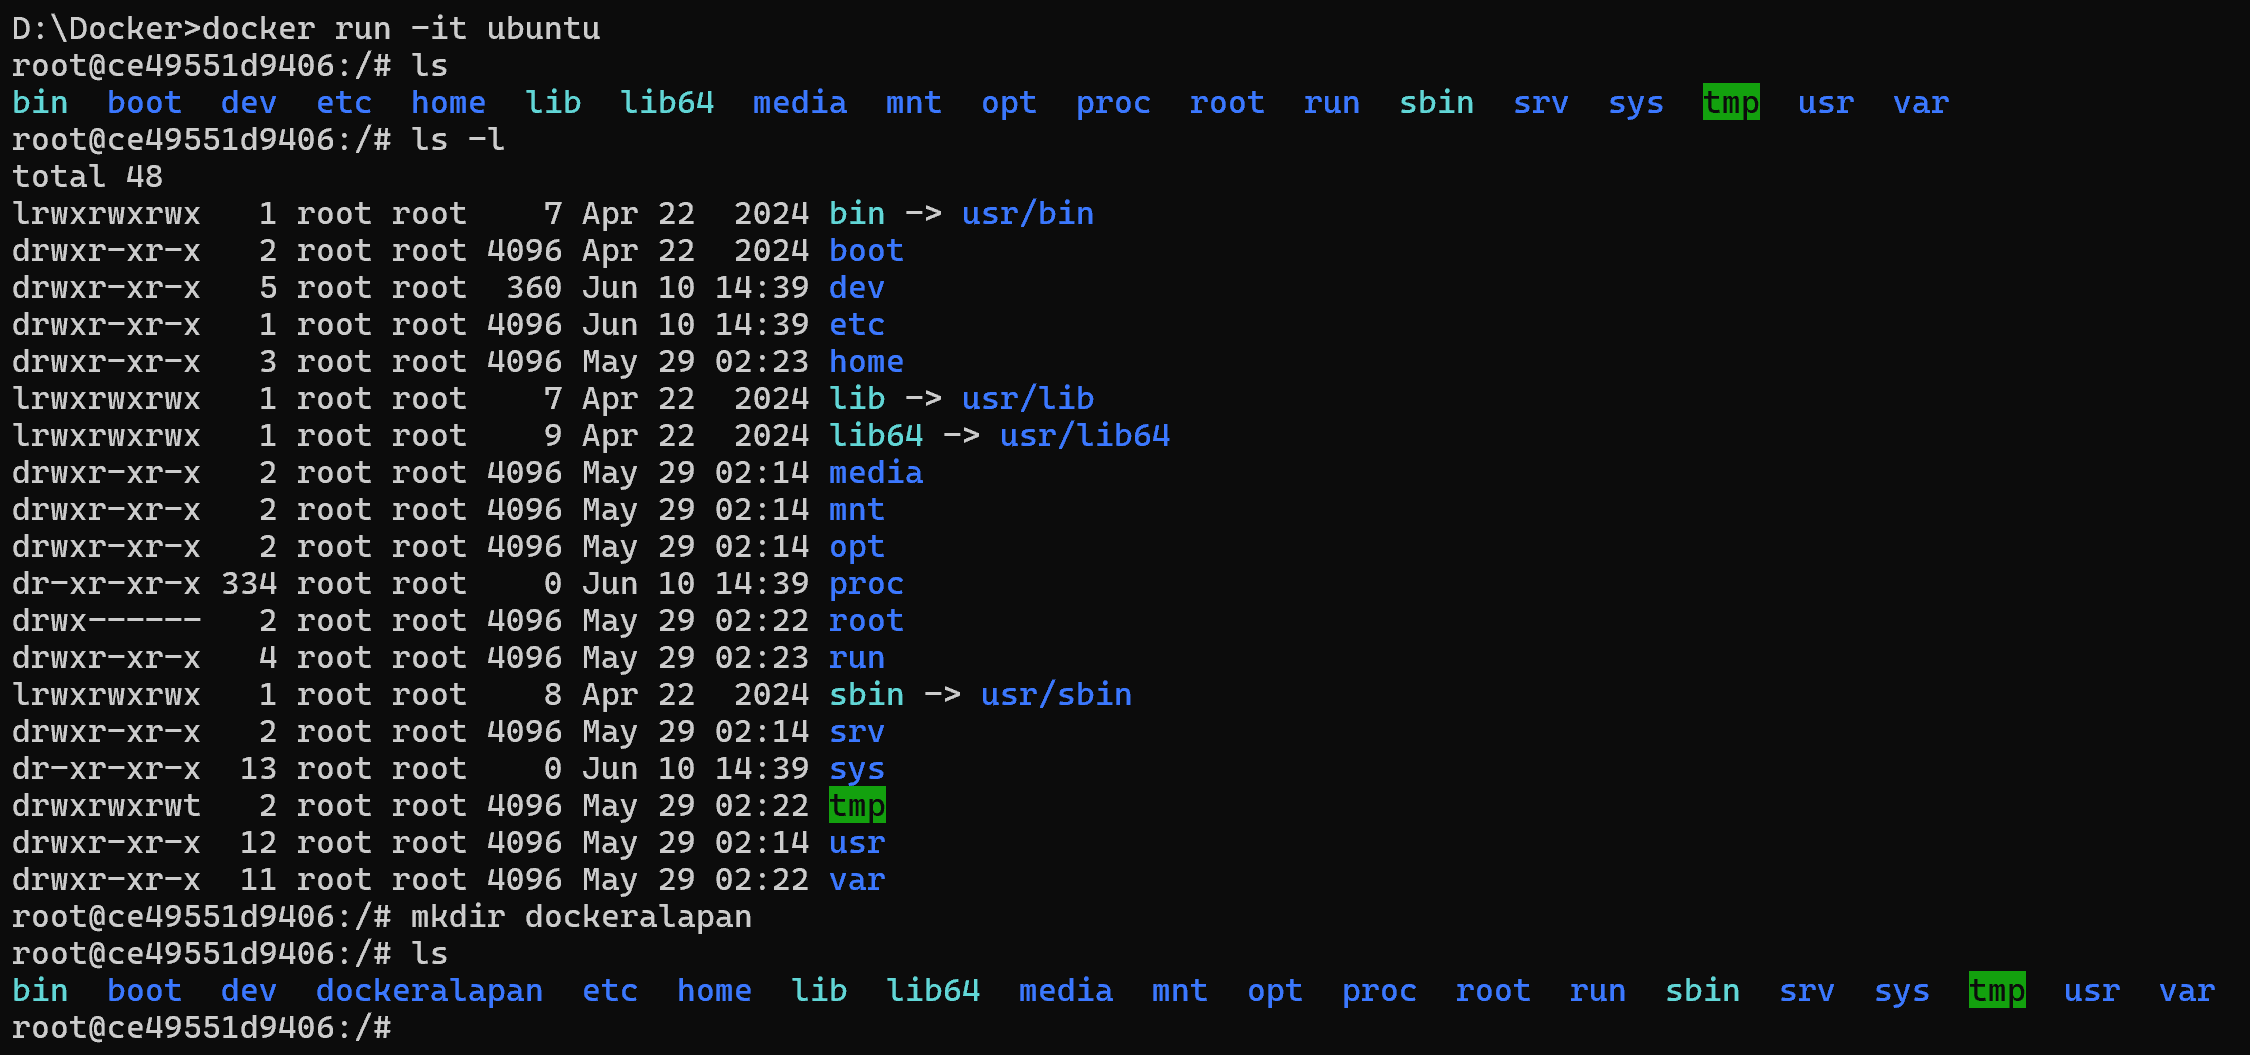 D:\Docker>docker run -it ubuntu
root@ce49551d9406:/# ls
bin  boot  dev  etc  home  lib  lib64  media  mnt  opt  proc  root  run  sbin  srv  sys  tmp  usr  var
root@ce49551d9406:/# ls -l
total 48
lrwxrwxrwx   1 root root    7 Apr 22  2024 bin -> usr/bin
drwxr-xr-x   2 root root 4096 Apr 22  2024 boot
drwxr-xr-x   5 root root  360 Jun 10 14:39 dev
drwxr-xr-x   1 root root 4096 Jun 10 14:39 etc
drwxr-xr-x   3 root root 4096 May 29 02:23 home
lrwxrwxrwx   1 root root    7 Apr 22  2024 lib -> usr/lib
lrwxrwxrwx   1 root root    9 Apr 22  2024 lib64 -> usr/lib64
drwxr-xr-x   2 root root 4096 May 29 02:14 media
drwxr-xr-x   2 root root 4096 May 29 02:14 mnt
drwxr-xr-x   2 root root 4096 May 29 02:14 opt
dr-xr-xr-x 334 root root    0 Jun 10 14:39 proc
drwx------   2 root root 4096 May 29 02:22 root
drwxr-xr-x   4 root root 4096 May 29 02:23 run
lrwxrwxrwx   1 root root    8 Apr 22  2024 sbin -> usr/sbin
drwxr-xr-x   2 root root 4096 May 29 02:14 srv
dr-xr-xr-x  13 root root    0 Jun 10 14:39 sys
drwxrwxrwt   2 root root 4096 May 29 02:22 tmp
drwxr-xr-x  12 root root 4096 May 29 02:14 usr
drwxr-xr-x  11 root root 4096 May 29 02:22 var
root@ce49551d9406:/# mkdir dockeralapan
root@ce49551d9406:/# ls
bin  boot  dev  dockeralapan  etc  home  lib  lib64  media  mnt  opt  proc  root  run  sbin  srv  sys  tmp  usr  var
root@ce49551d9406:/#